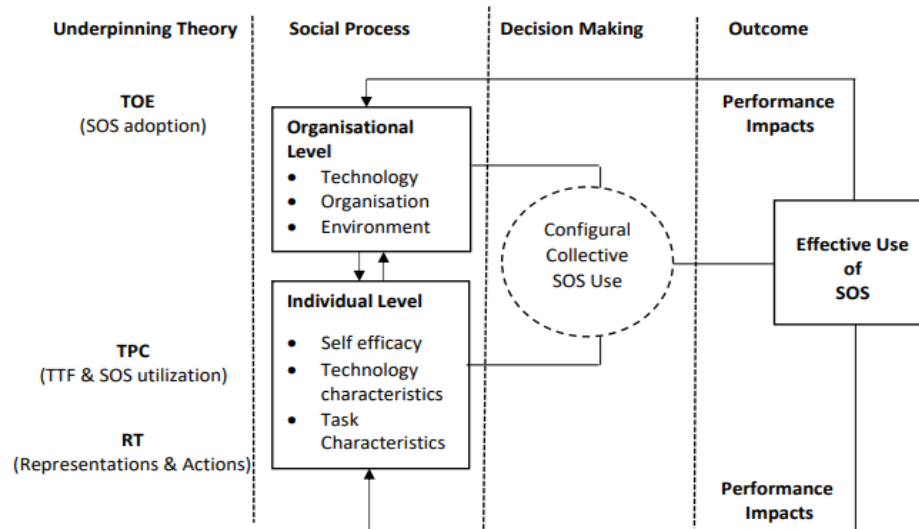 Underpinning Theory
Social Process
Decision Making
Outcome
TOE
(SOS adoption)
Organisational
Level
• Technology
• Organisation
• Environment
Performance
Impacts
Configural
Collective
SOS Use
Effective Use
of
SOS
Individual Level
• Self efficacy
• Technology
characteristics
• Task
Characteristics
TPC
(TTF & SOS utilization)
RT
(Representations & Actions)
Performance
Impacts